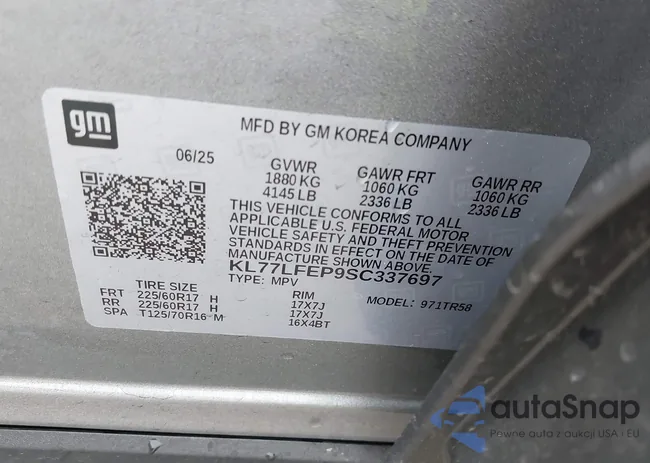 gm
MFD BY GM KOREA COMPANY
06/25
GVWR GAWR FRT GAWR RR
1880 KG 1060 KG 1060 KG
4145 LB 2336 LB 2336 LB
THIS VEHICLE CONFORMS TO ALL
APPLICABLE U.S. FEDERAL MOTOR
VEHICLE SAFETY AND THEFT PREVENTION
STANDARDS IN EFFECT ON THE DATE OF
MANUFACTURE SHOWN ABOVE.
KL77LFEP9SC337697
TYPE: MPV
MODEL: 971TR58
TIRE SIZE RIM
FRT 225/60R17 H 17X7J
RR 225/60R17 H 17X7J
SPA T125/70R16 M 16X4BT
autaSnap
Pewne auta z aukcji USA i EU